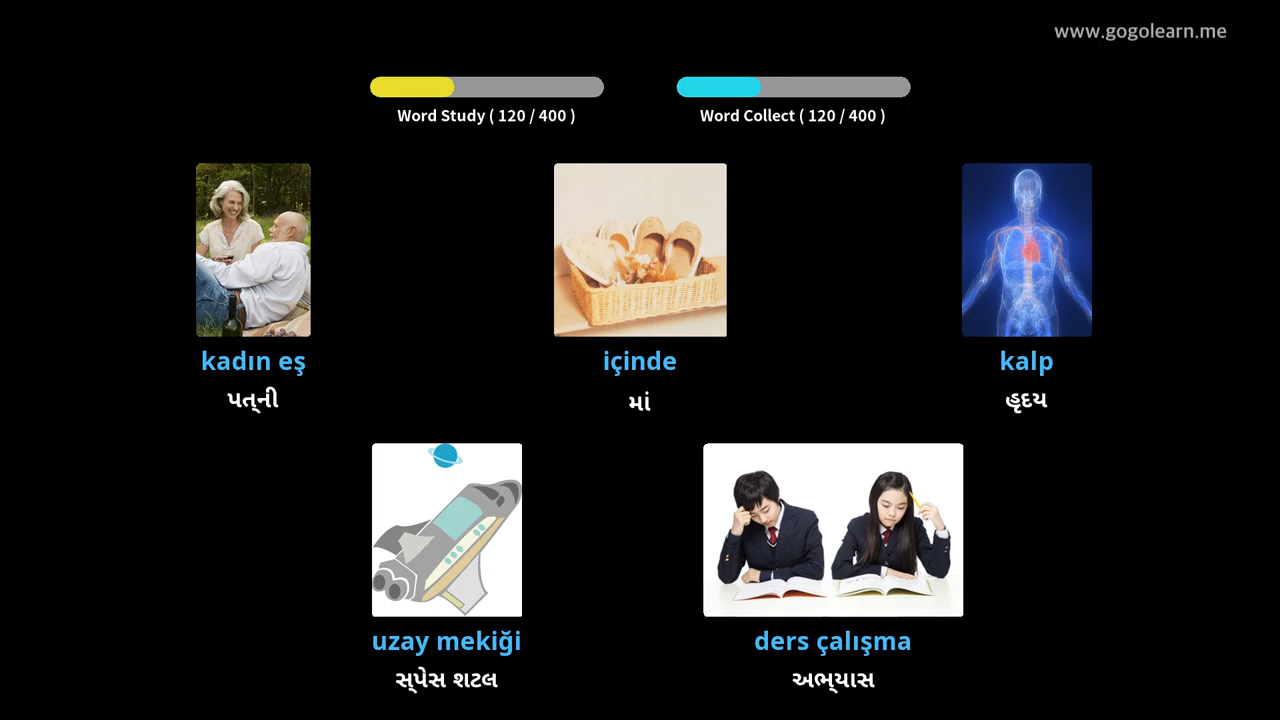 www.gogolearn.me
Word Study ( 120 / 400 )
Word Collect ( 120 / 400 )
kadın eş
પત્ની
içinde
માં
kalp
હૃદય
uzay mekiği
સ્પેસ શટલ
ders çalışma
અભ્યાસ